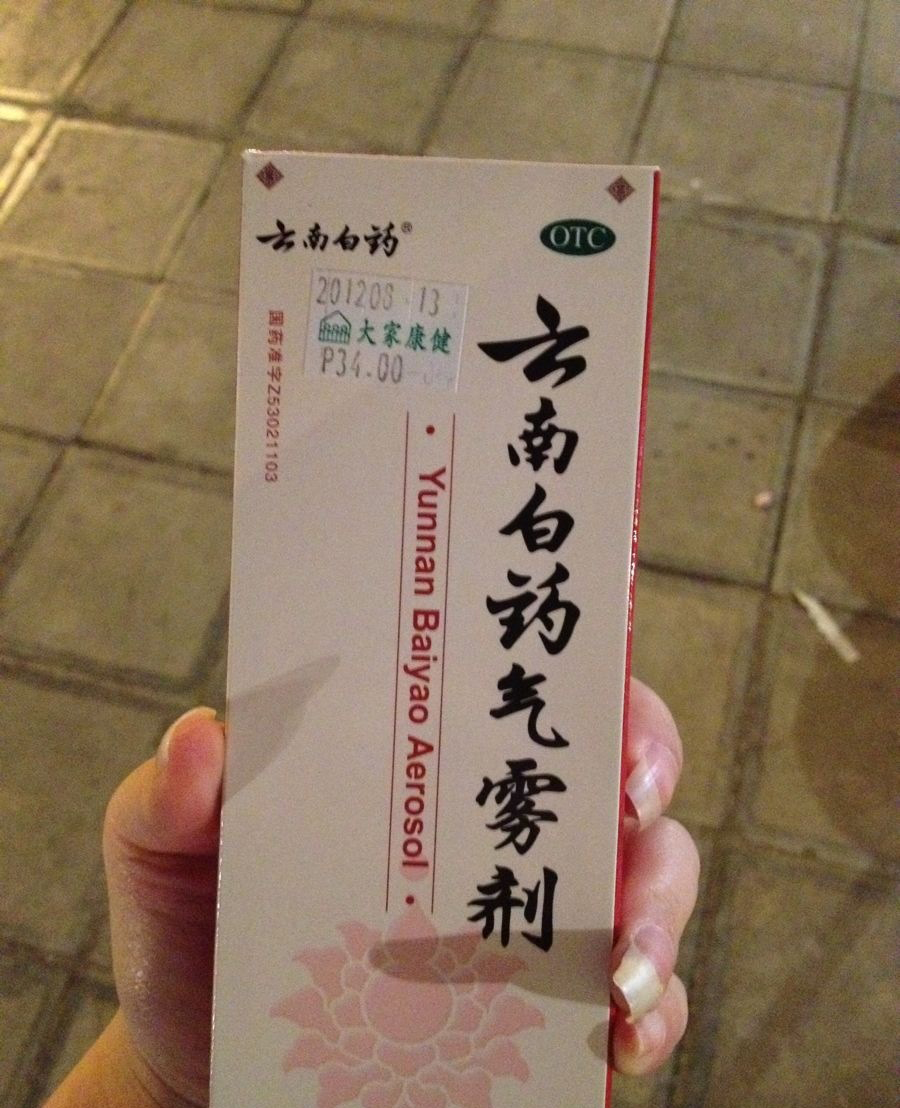 云南白药®
OTC
201208 13
大家康健
P34.00
国药准字Z53021103
云南白药气雾剂
· Yunnan Baiyao Aerosol ·